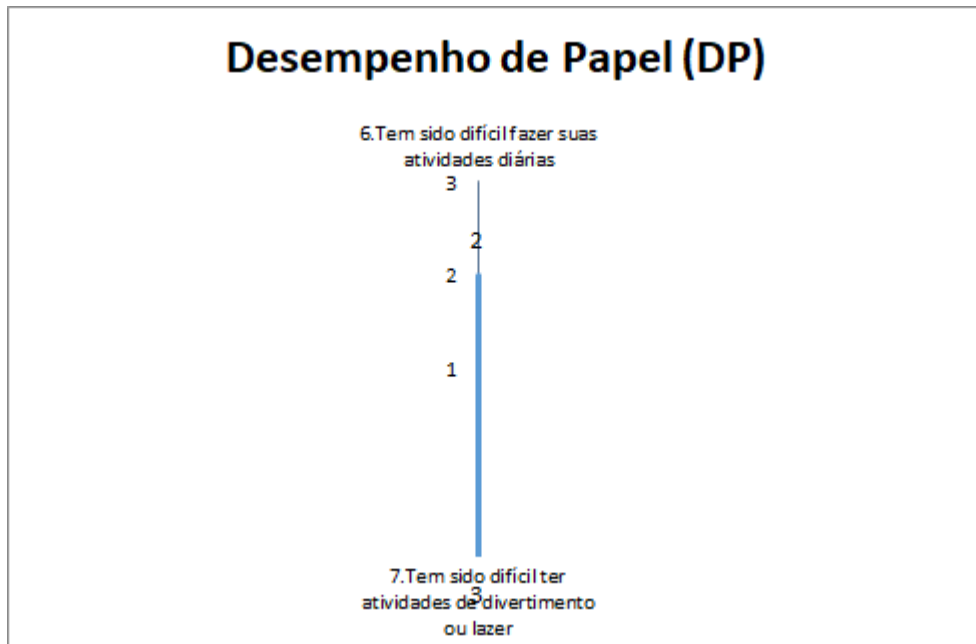 Desempenho de Papel (DP)
6.Tem sido difícil fazer suas
atividades diárias
3
2
2
1
7.Tem sido difícil ter
atividades de divertimento
3
ou lazer